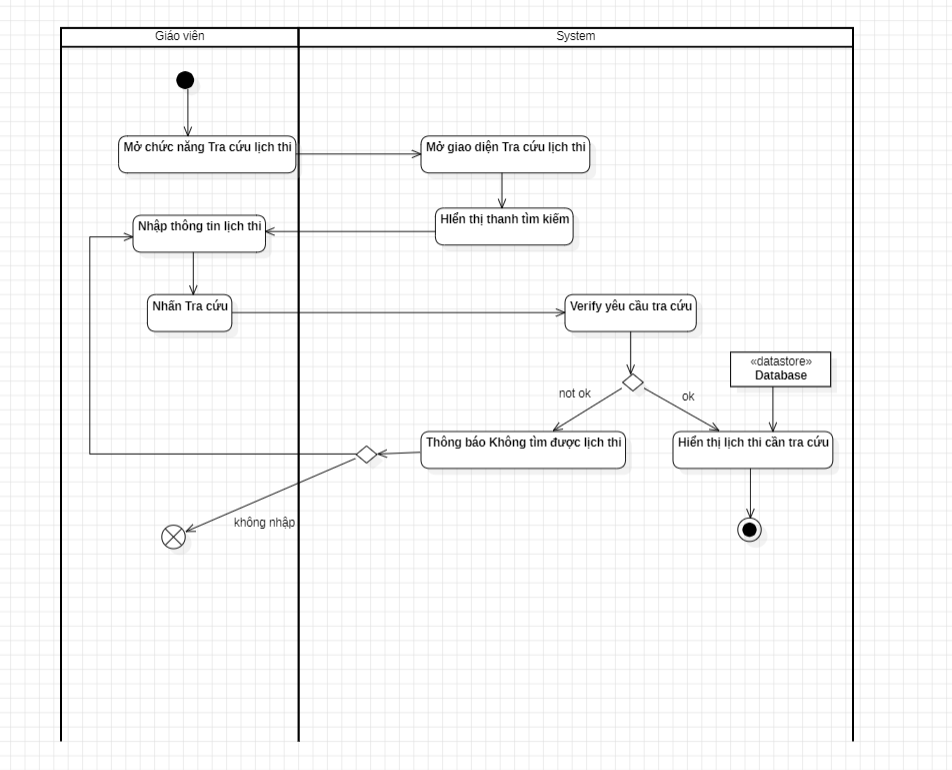 Giáo viên
System
Mở chức năng Tra cứu lịch thi
Mở giao diện Tra cứu lịch thi
HIển thị thanh tìm kiếm
Nhập thông tin lịch thi
Nhấn Tra cứu
Verify yêu cầu tra cứu
«datastore»
Database
not ok
ok
Thông báo Không tìm được lịch thi
Hiển thị lịch thi cần tra cứu
không nhập